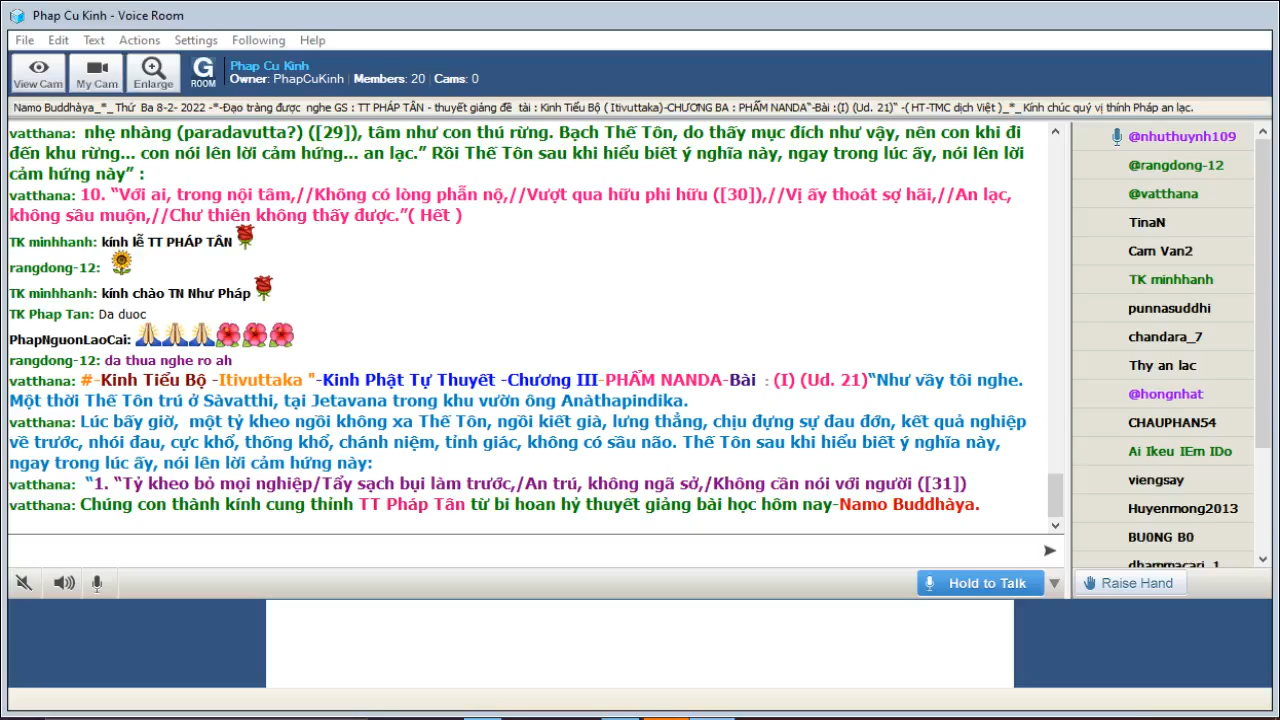 Phap Cu Kinh - Voice Room
File Edit Text Actions Settings Following Help
View Cam My Cam Enlarge G ROOM
Phap Cu Kinh
Owner: PhapCuKinh | Members: 20 | Cams: 0
Namo Buddhàya_*_Thứ Ba 8-2- 2022 -*-Đạo tràng được nghe GS : TT PHÁP TÂN - thuyết giảng đề tài : Kinh Tiểu Bộ ( Itivuttaka)-CHƯƠNG BA : PHẨM NANDA“-Bài :(I) (Ud. 21)“ -( HT-TMC dịch Việt )_*_ Kính chúc quý vị thính Pháp an lạc.
vatthana: nhẹ nhàng (paradavutta?) ([29]), tâm như con thú rừng. Bạch Thế Tôn, do thấy mục đích như vậy, nên con khi đi
đến khu rừng... con nói lên lời cảm hứng... an lạc.” Rồi Thế Tôn sau khi hiểu biết ý nghĩa này, ngay trong lúc ấy, nói lên lời
cảm hứng này” :
vatthana: 10. “Với ai, trong nội tâm,//Không có lòng phẫn nộ,//Vượt qua hữu phi hữu ([30]),//Vị ấy thoát sợ hãi,//An lạc,
không sầu muộn,//Chư thiên không thấy được.”( Hết )
TK minhhanh: kính lễ TT PHÁP TÂN
rangdong-12:
TK minhhanh: kính chào TN Như Pháp
TK Phap Tan: Da duoc
PhapNguonLaoCai:
rangdong-12: da thua nghe ro ah
vatthana: #-Kinh Tiểu Bộ -Itivuttaka "-Kinh Phật Tự Thuyết -Chương III-PHẨM NANDA-Bài : (I) (Ud. 21)“Như vầy tôi nghe.
Một thời Thế Tôn trú ở Sàvatthi, tại Jetavana trong khu vườn ông Anàthapindika.
vatthana: Lúc bấy giờ, một tỷ kheo ngồi không xa Thế Tôn, ngồi kiết già, lưng thẳng, chịu đựng sự đau đớn, kết quả nghiệp
về trước, nhói đau, cực khổ, thống khổ, chánh niệm, tỉnh giác, không có sầu não. Thế Tôn sau khi hiểu biết ý nghĩa này,
ngay trong lúc ấy, nói lên lời cảm hứng này:
vatthana: “1. “Tỷ kheo bỏ mọi nghiệp/Tẩy sạch bụi làm trước,/An trú, không ngã sở,/Không cần nói với người ([31])
vatthana: Chúng con thành kính cung thỉnh TT Pháp Tân từ bi hoan hỷ thuyết giảng bài học hôm nay-Namo Buddhàya.
Hold to Talk
@nhuthuynh109
@rangdong-12
@vatthana
TinaN
Cam Van2
TK minhhanh
punnasuddhi
chandara_7
Thy an lac
@hongnhat
CHAUPHAN54
Ai Ikeu IEm IDo
viengsay
Huyenmong2013
BU0NG B0
dhammacari_1
Raise Hand